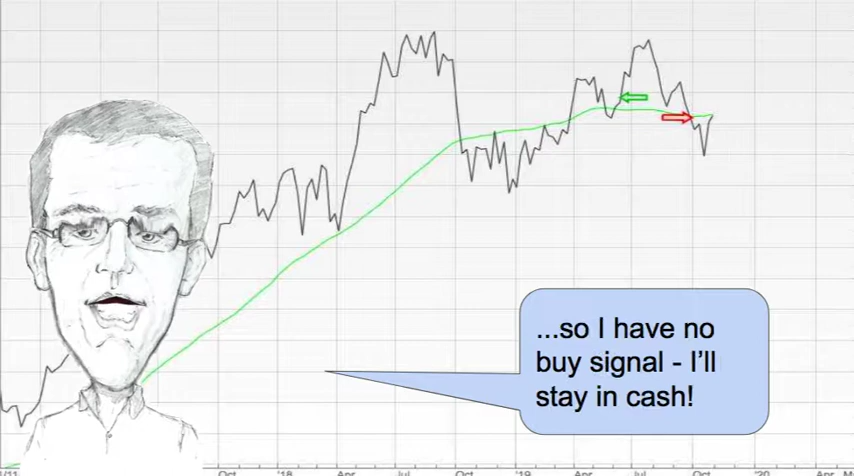 ...so I have no
buy signal - I'll
stay in cash!
Oct '18 Apr Jul Oct '19 Apr Jul Oct '20 Apr